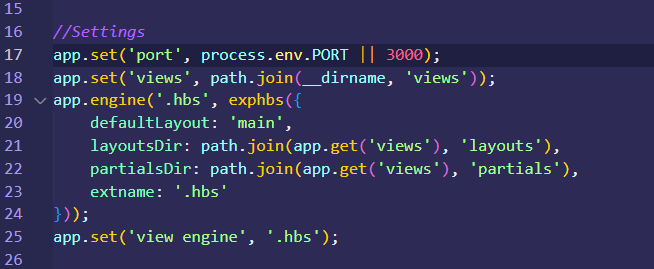 15
16 //Settings
17 app.set('port', process.env.PORT || 3000);
18 app.set('views', path.join(__dirname, 'views'));
19 app.engine('.hbs', exphbs({
20     defaultLayout: 'main',
21     layoutsDir: path.join(app.get('views'), 'layouts'),
22     partialsDir: path.join(app.get('views'), 'partials'),
23     extname: '.hbs'
24 }));
25 app.set('view engine', '.hbs');
26